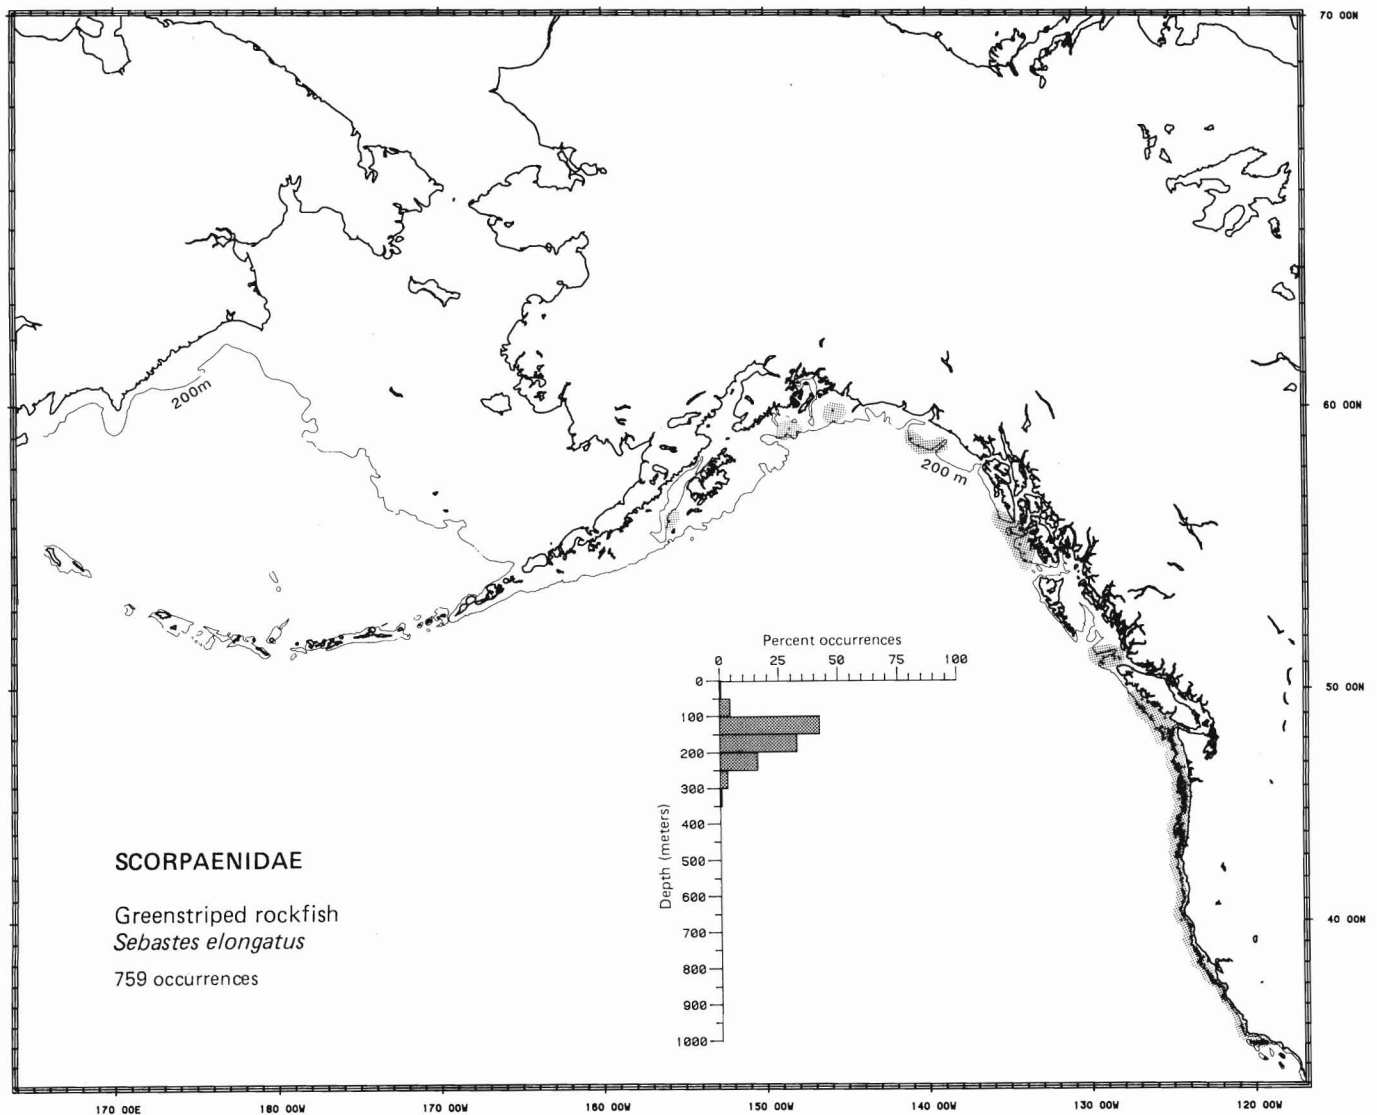 70 00N
200m
60 00N
200 m
Percent occurrences
0 25 50 75 100
50 00N
0
100
200
300
400
500
600
700
800
900
1000
Depth (meters)
SCORPAENIDAE
Greenstriped rockfish
Sebastes elongatus
759 occurrences
40 00N
170 00E 180 00W 170 00W 160 00W 150 00W 140 00W 130 00W 120 00W